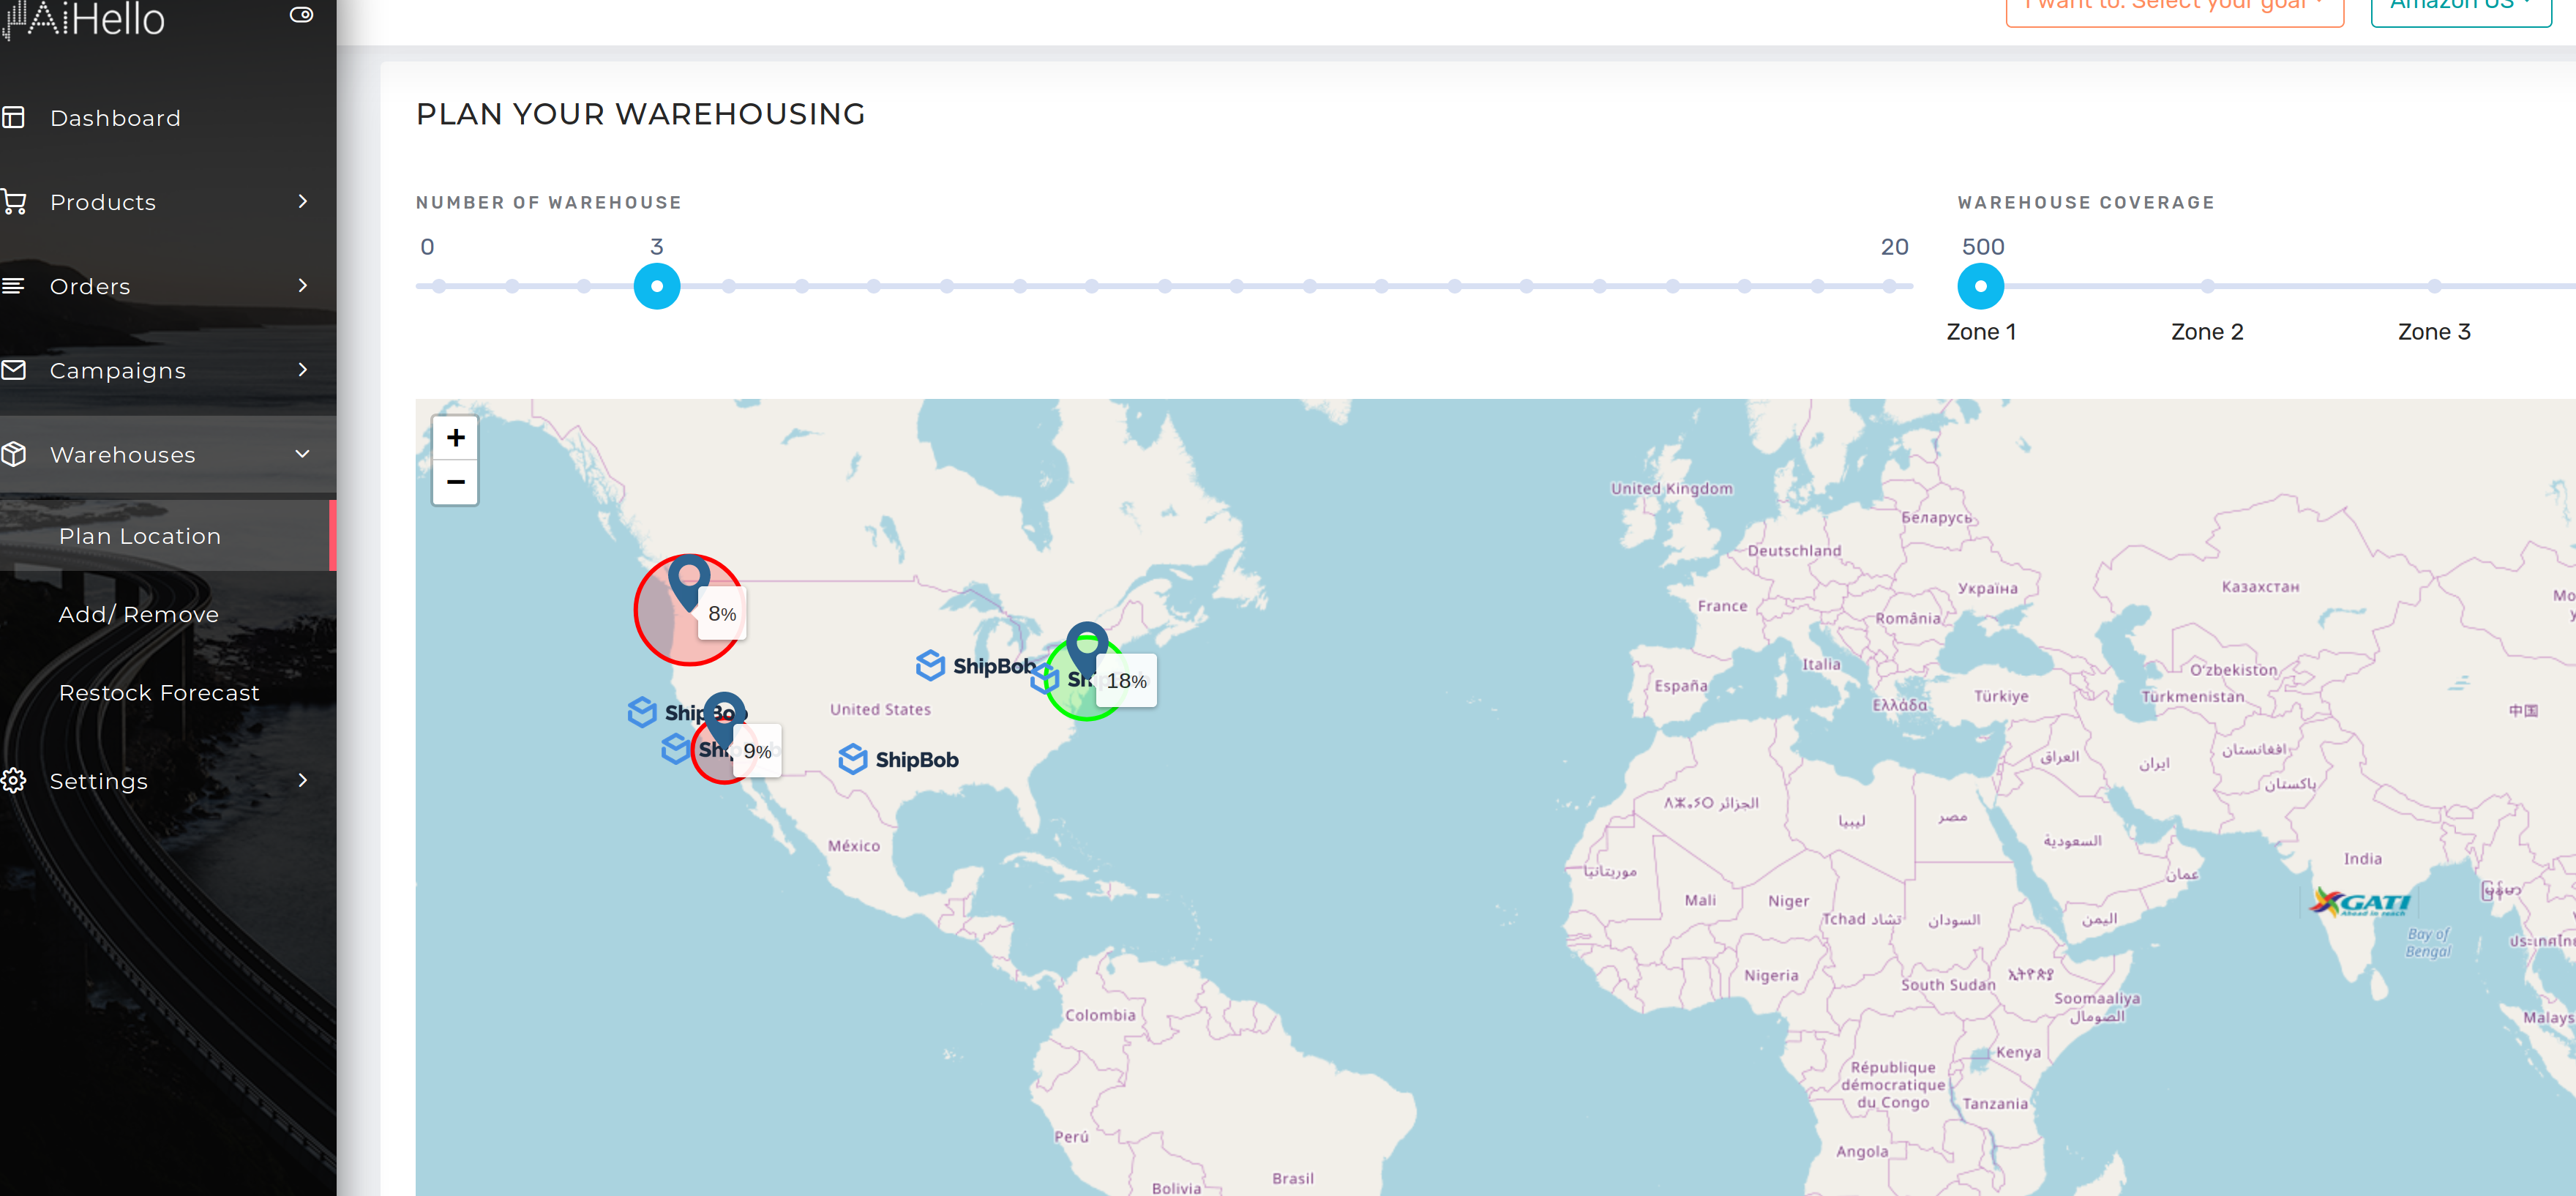 AiHello
I want to: Select your goal
Amazon US
Dashboard
Products
Orders
Campaigns
Warehouses
Plan Location
Add/ Remove
Restock Forecast
Settings
PLAN YOUR WAREHOUSING
NUMBER OF WAREHOUSE
0
3
20
WAREHOUSE COVERAGE
500
Zone 1
Zone 2
Zone 3
+
−
United Kingdom
Беларусь
Deutschland
Україна
Казахстан
France
România
Italia
O'zbekiston
España
Türkiye
Türkmenistan
Ελλάδα
中国
8%
ShipBob
18%
ShipBob
United States
9%
ShipBob
México
العراق
ايران
افغانستان
پاکستان
الجزائر
ليبيا
مصر
السعودية
India
موريتانيا
عمان
Mali
Niger
Tchad تشاد
السودان
اليمن
GATI
Ahead in reach
Bay of
Bengal
Nigeria
South Sudan
ኢትዮጵያ
Soomaaliya
الصومال
Colombia
Kenya
République
démocratique
du Congo
Tanzania
Perú
Angola
Brasil
Bolivia